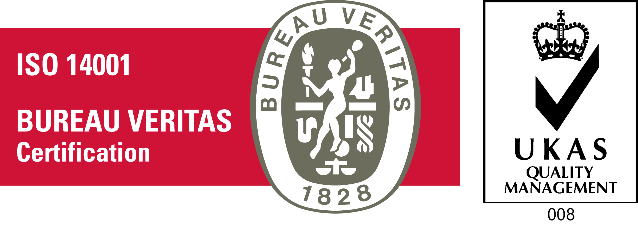 ISO 14001
BUREAU VERITAS
Certification
BUREAU VERITAS
1828
UKAS
QUALITY
MANAGEMENT
008